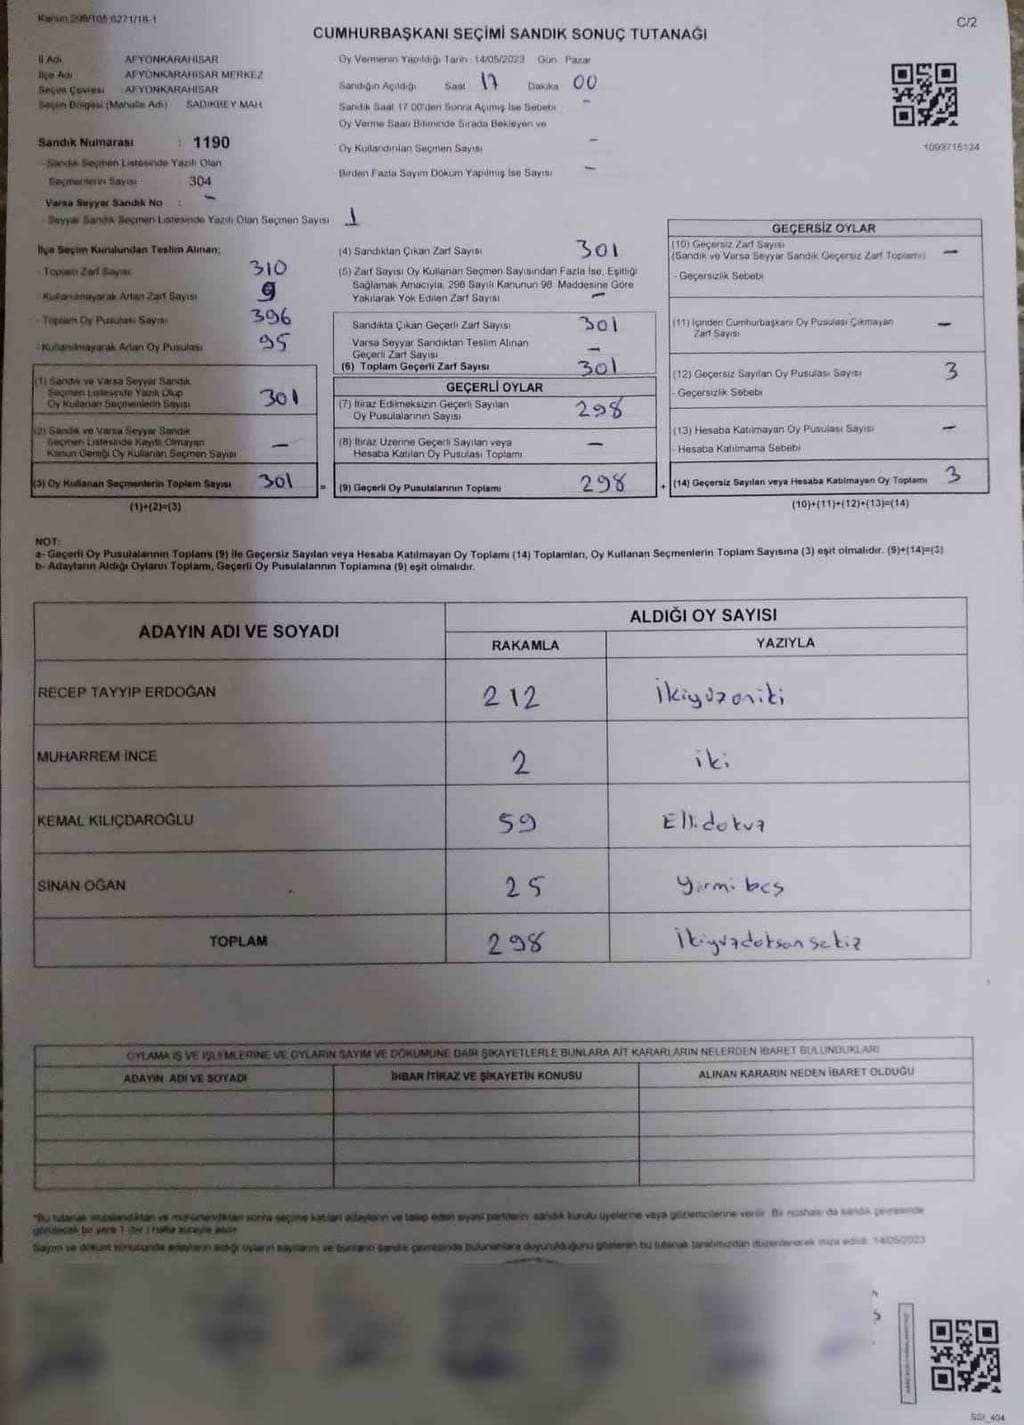 Kanun 298/105 6271/18-1
C/2
CUMHURBAŞKANI SEÇİMİ SANDIK SONUÇ TUTANAĞI
İl Adı AFYONKARAHİSAR
İlçe Adı AFYONKARAHİSAR MERKEZ
Seçim Çevresi : AFYONKARAHİSAR
Seçim Bölgesi (Mahalle Adı) SADIKBEY MAH.
Sandık Numarası : 1190
Sandık Seçmen Listesinde Yazılı Olan
Seçmenlerin Sayısı 304
Varsa Seyyar Sandık No : -
- Seyyar Sandık Seçmen Listesinde Yazılı Olan Seçmen Sayısı 1
Oy Vermenin Yapıldığı Tarih 14/05/2023 Gün Pazar
Sandığın Açıldığı Saat 17 Dakika 00
Sandık Saat 17.00'den Sonra Açılmış İse Sebebi -
Oy Verme Saati Bitiminde Sırada Bekleyen ve
Oy Kullandırılan Seçmen Sayısı -
Birden Fazla Sayım Döküm Yapılmış İse Sayısı -
1093715124
İlçe Seçim Kurulundan Teslim Alınan;
- Toplam Zarf Sayısı 310
- Kullanılmayarak Artan Zarf Sayısı 9
- Toplam Oy Pusulası Sayısı 396
- Kullanılmayarak Artan Oy Pusulası 95
(1) Sandık ve Varsa Seyyar Sandık
Seçmen Listesinde Yazılı Olup
Oy Kullanan Seçmenlerin Sayısı 301
(2) Sandık ve Varsa Seyyar Sandık
Seçmen Listesinde Kayıtlı Olmayan
Kanun Gereği Oy Kullanan Seçmen Sayısı -
(3) Oy Kullanan Seçmenlerin Toplam Sayısı 301 =
(1)+(2)=(3)
(4) Sandıktan Çıkan Zarf Sayısı 301
(5) Zarf Sayısı Oy Kullanan Seçmen Sayısından Fazla İse, Eşitliği
Sağlamak Amacıyla, 298 Sayılı Kanunun 98. Maddesine Göre
Yakılarak Yok Edilen Zarf Sayısı -
Sandıkta Çıkan Geçerli Zarf Sayısı 301
Varsa Seyyar Sandıktan Teslim Alınan
Geçerli Zarf Sayısı -
(6) Toplam Geçerli Zarf Sayısı 301
GEÇERLİ OYLAR
(7) İtiraz Edilmeksizin Geçerli Sayılan
Oy Pusulalarının Sayısı 298
(8) İtiraz Üzerine Geçerli Sayılan veya
Hesaba Katılan Oy Pusulası Toplamı -
(9) Geçerli Oy Pusulalarının Toplamı 298 +
GEÇERSİZ OYLAR
(10) Geçersiz Zarf Sayısı
(Sandık ve Varsa Seyyar Sandık Geçersiz Zarf Toplamı) -
- Geçersizlik Sebebi
(11) İçinden Cumhurbaşkanı Oy Pusulası Çıkmayan
Zarf Sayısı -
(12) Geçersiz Sayılan Oy Pusulası Sayısı 3
- Geçersizlik Sebebi
(13) Hesaba Katılmayan Oy Pusulası Sayısı -
- Hesaba Katılmama Sebebi
(14) Geçersiz Sayılan veya Hesaba Katılmayan Oy Toplamı 3
(10)+(11)+(12)+(13)=(14)
NOT:
a- Geçerli Oy Pusulalarının Toplamı (9) ile Geçersiz Sayılan veya Hesaba Katılmayan Oy Toplamı (14) Toplamları, Oy Kullanan Seçmenlerin Toplam Sayısına (3) eşit olmalıdır. (9)+(14)=(3)
b- Adayların Aldığı Oyların Toplamı, Geçerli Oy Pusulalarının Toplamına (9) eşit olmalıdır.
ADAYIN ADI VE SOYADI
ALDIĞI OY SAYISI
RAKAMLA YAZIYLA
RECEP TAYYIP ERDOĞAN 212 İkiyüzoniki
MUHARREM İNCE 2 iki
KEMAL KILIÇDAROĞLU 59 Ellidokuz
SİNAN OĞAN 25 Yirmi beş
TOPLAM 298 İkiyüzdoksansekiz
OYLAMA İŞ VE İŞLEMLERİNE VE OYLARIN SAYIM VE DÖKÜMÜNE DAİR ŞİKAYETLERLE BUNLARA AİT KARARLARIN NELERDEN İBARET BULUNDUKLARI
ADAYIN ADI VE SOYADI İHBAR İTİRAZ VE ŞİKAYETİN KONUSU ALINAN KARARIN NEDEN İBARET OLDUĞU
*Bu tutanak imzalandıktan ve mühürlendikten sonra seçime katılan adayların ve talep eden siyasi partilerin sandık kurulu üyelerine veya gözlemcilerine verilir. Bir nüshası da sandık çevresinde
görülecek bir yere 1 (bir) hafta süreyle asılır.
Sayım ve döküm sonusunda adayların aldığı oyların sayılarını ve bunların sandık çevresinde bulunanlara duyurulduğunu gösteren bu tutanak tarafımızdan düzenlenerek imza edildi. 14/05/2023